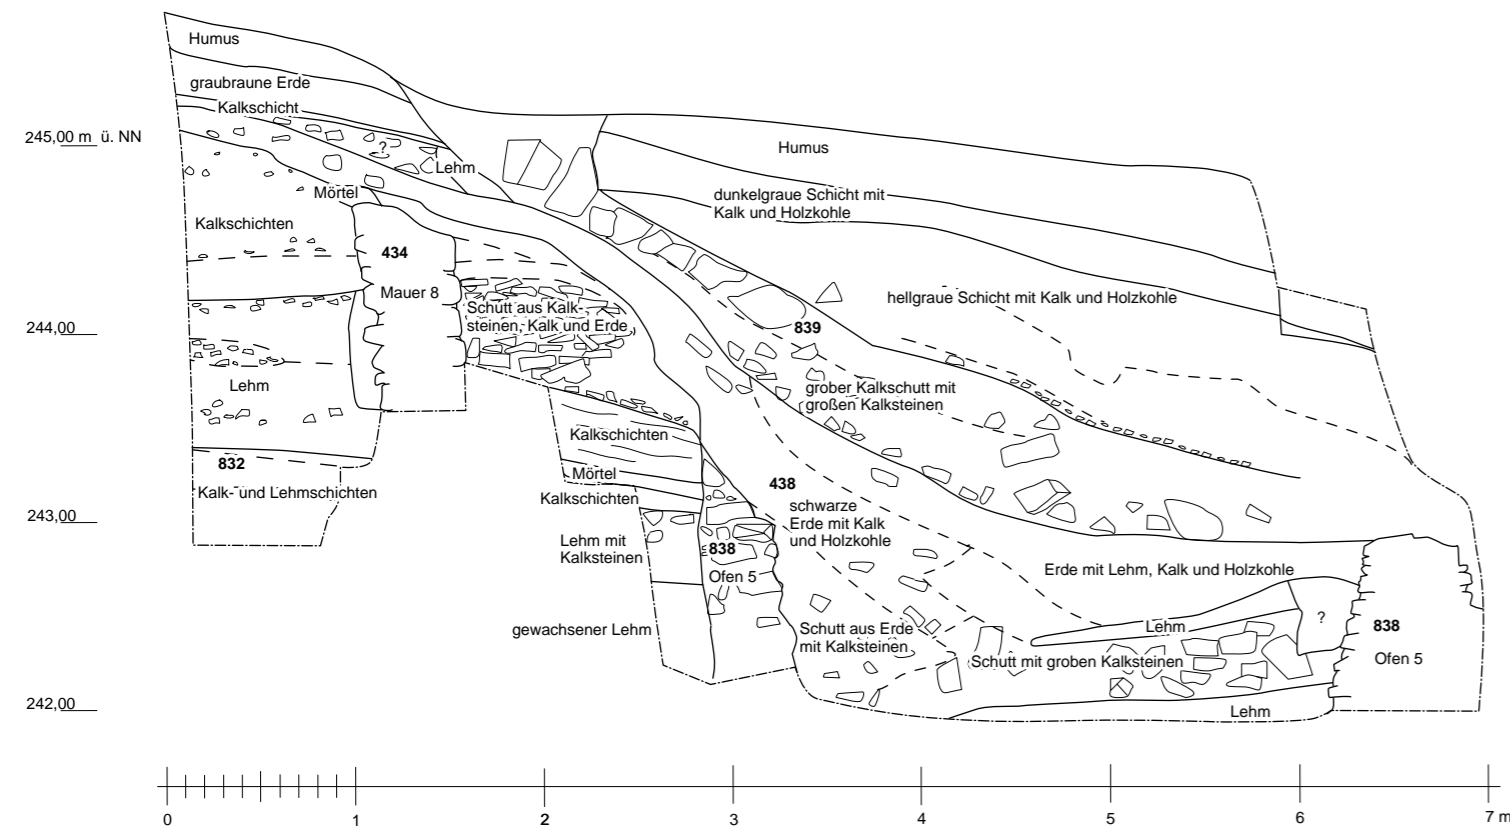 Humus
graubraune Erde
Kalkschicht
245,00 m ü. NN
?
Lehm
Humus
Mörtel
dunkelgraue Schicht mit
Kalk und Holzkohle
Kalkschichten
434
Mauer 8
hellgraue Schicht mit Kalk und Holzkohle
Schutt aus Kalk-
steinen, Kalk und Erde
244,00
839
Lehm
grober Kalkschutt mit
großen Kalksteinen
Kalkschichten
832
Kalk- und Lehmschichten
Mörtel
Kalkschichten
438
schwarze
Erde mit Kalk
und Holzkohle
243,00
Lehm mit
Kalksteinen
838
Ofen 5
Erde mit Lehm, Kalk und Holzkohle
gewachsener Lehm
Schutt aus Erde
mit Kalksteinen
Lehm
?
838
Ofen 5
Schutt mit groben Kalksteinen
242,00
Lehm
0 1 2 3 4 5 6 7 m